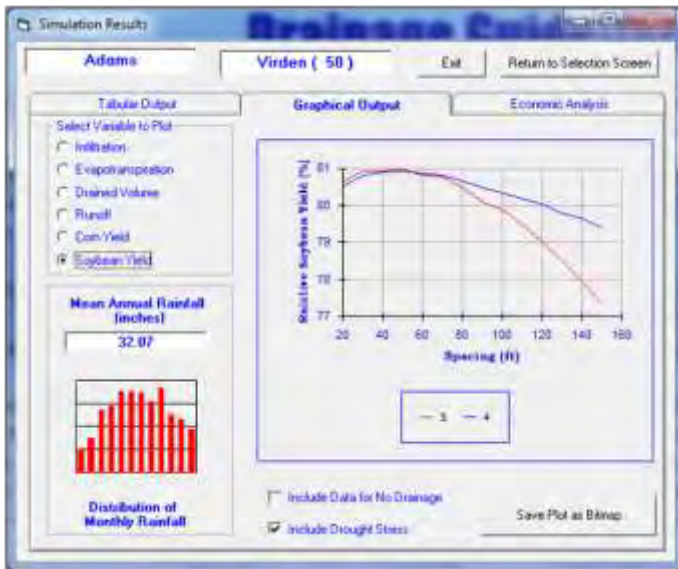 Simulation Results
Drainage Guide
Adams
Virden ( 50 )
Exit
Return to Selection Screen
Tabular Output
Graphical Output
Economic Analysis
Select Variable to Plot
Infiltration
Evapotranspiration
Drained Volume
Runoff
Corn Yield
Soybean Yield
Mean Annual Rainfall
(inches)
32.07
Distribution of
Monthly Rainfall
Relative Soybean Yield (%)
81
80
79
78
77
20 40 60 80 100 120 140 160
Spacing (ft)
3 4
Include Data for No Drainage
Include Drought Stress
Save Plot as Bitmap